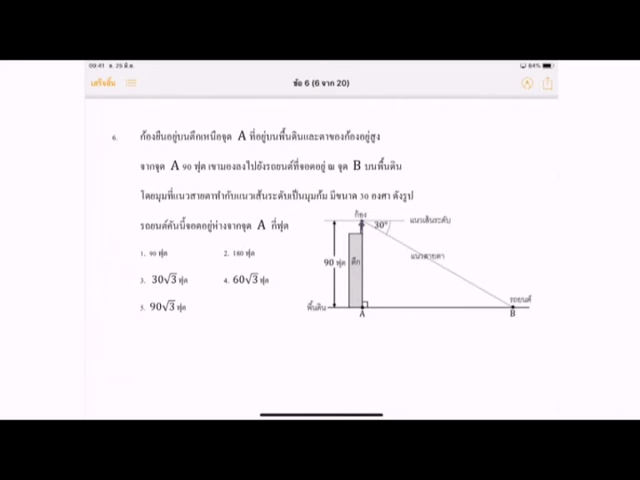 09:41 อ. 25 มี.ค.
84%
เสร็จสิ้น
ข้อ 6 (6 จาก 20)
6. ก้องยืนอยู่บนตึกเหนือจุด A ที่อยู่บนพื้นดินและตาของก้องอยู่สูง
จากจุด A 90 ฟุต เขามองลงไปยังรถยนต์ที่จอดอยู่ ณ จุด B บนพื้นดิน
โดยมุมที่แนวสายตาทำกับแนวเส้นระดับเป็นมุมก้ม มีขนาด 30 องศา ดังรูป
รถยนต์คันนี้จอดอยู่ห่างจากจุด A กี่ฟุต
1. 90 ฟุต 2. 180 ฟุต
3. 30√3 ฟุต 4. 60√3 ฟุต
5. 90√3 ฟุต
ก้อง
30°
แนวเส้นระดับ
แนวสายตา
90 ฟุต
ตึก
รถยนต์
พื้นดิน
A
B